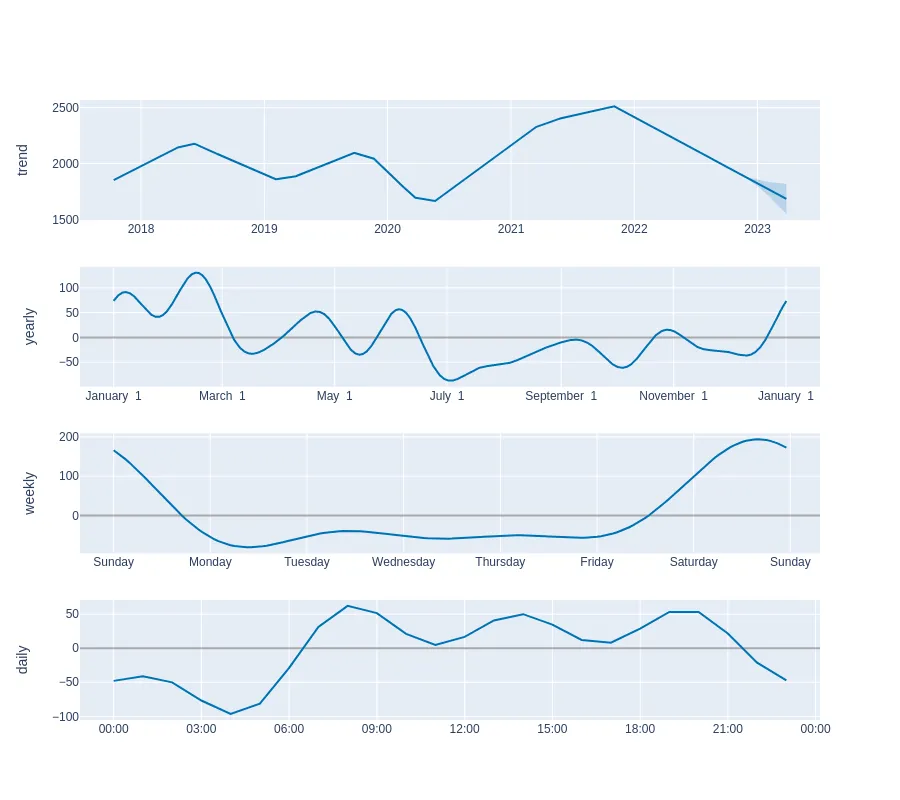 trend
2500
2000
1500
2018 2019 2020 2021 2022 2023
yearly
100
50
0
−50
January 1 March 1 May 1 July 1 September 1 November 1 January 1
weekly
200
100
0
Sunday Monday Tuesday Wednesday Thursday Friday Saturday Sunday
daily
50
0
−50
−100
00:00 03:00 06:00 09:00 12:00 15:00 18:00 21:00 00:00